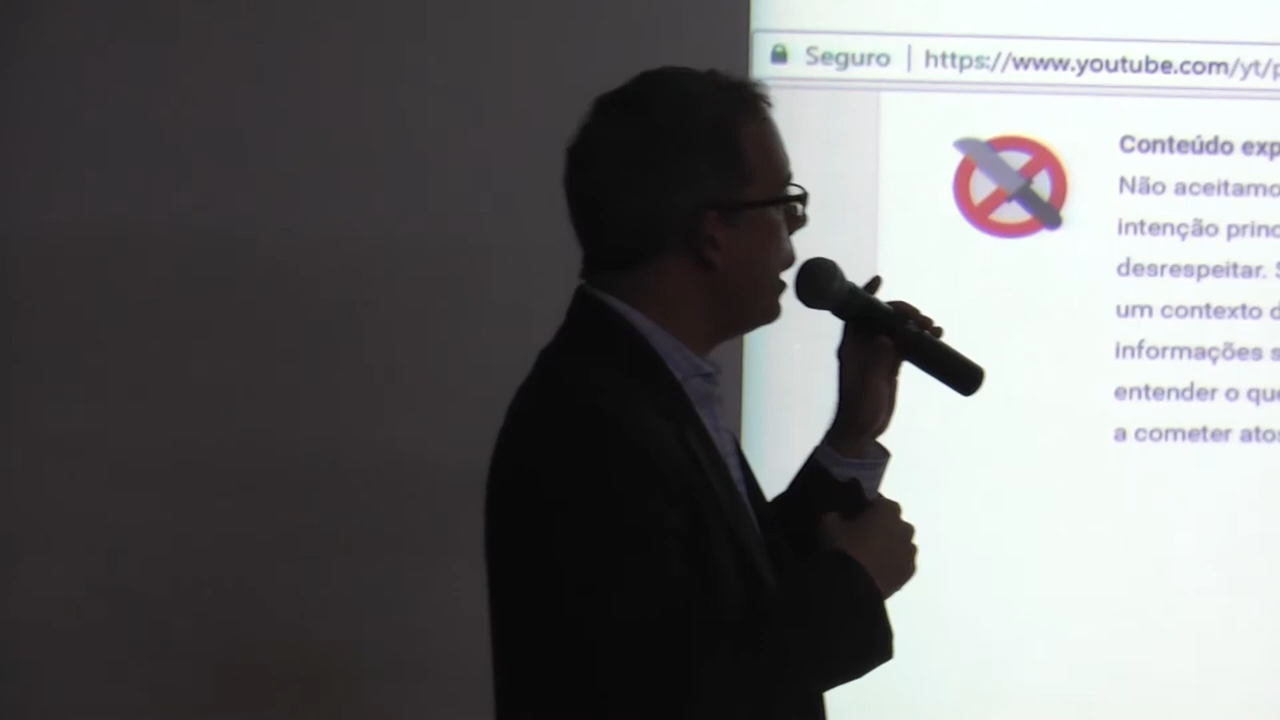 Seguro | https://www.youtube.com/yt/p
Conteúdo exp
Não aceitamo
intenção princ
desrespeitar. S
um contexto d
informações s
entender o que
a cometer atos